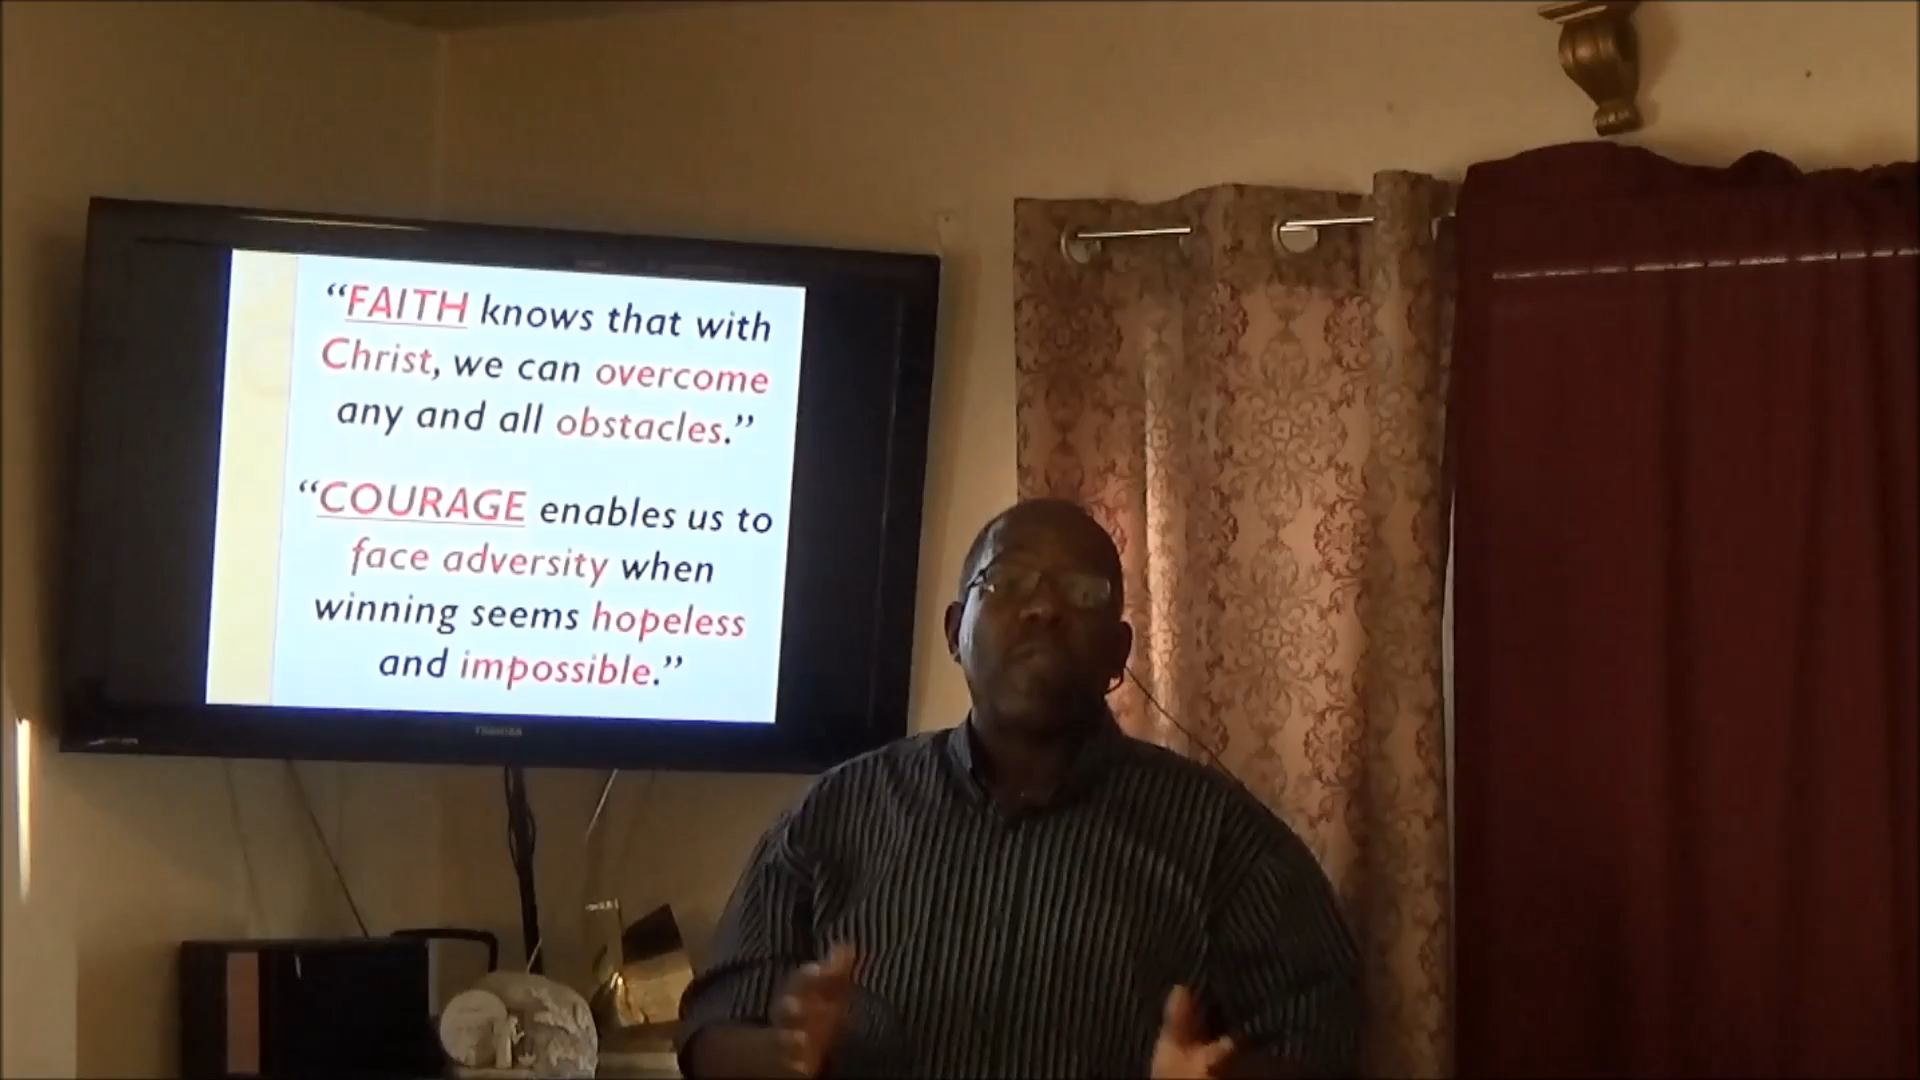 “FAITH knows that with
Christ, we can overcome
any and all obstacles.”
“COURAGE enables us to
face adversity when
winning seems hopeless
and impossible.”
TOSHIBA